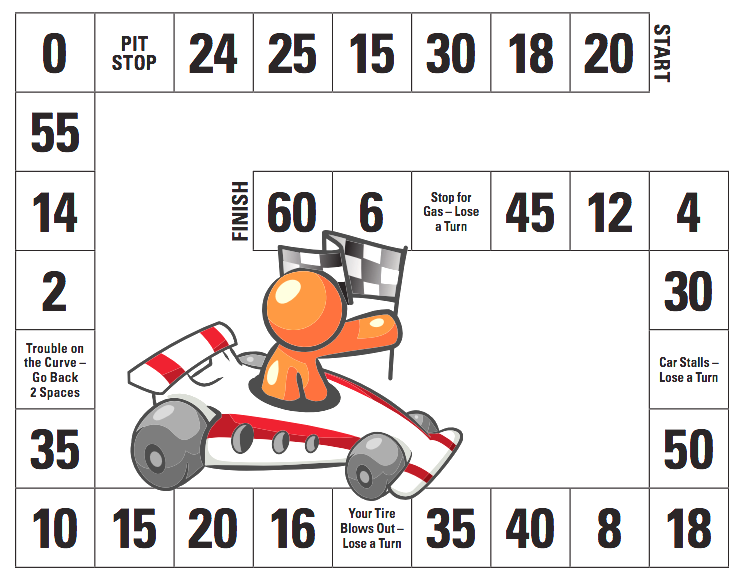 0
PIT
STOP
24
25
15
30
18
20
START
55
FINISH
60
6
Stop for
Gas – Lose
a Turn
45
12
4
14
2
30
Trouble on
the Curve –
Go Back
2 Spaces
Car Stalls –
Lose a Turn
35
50
10
15
20
16
Your Tire
Blows Out –
Lose a Turn
35
40
8
18